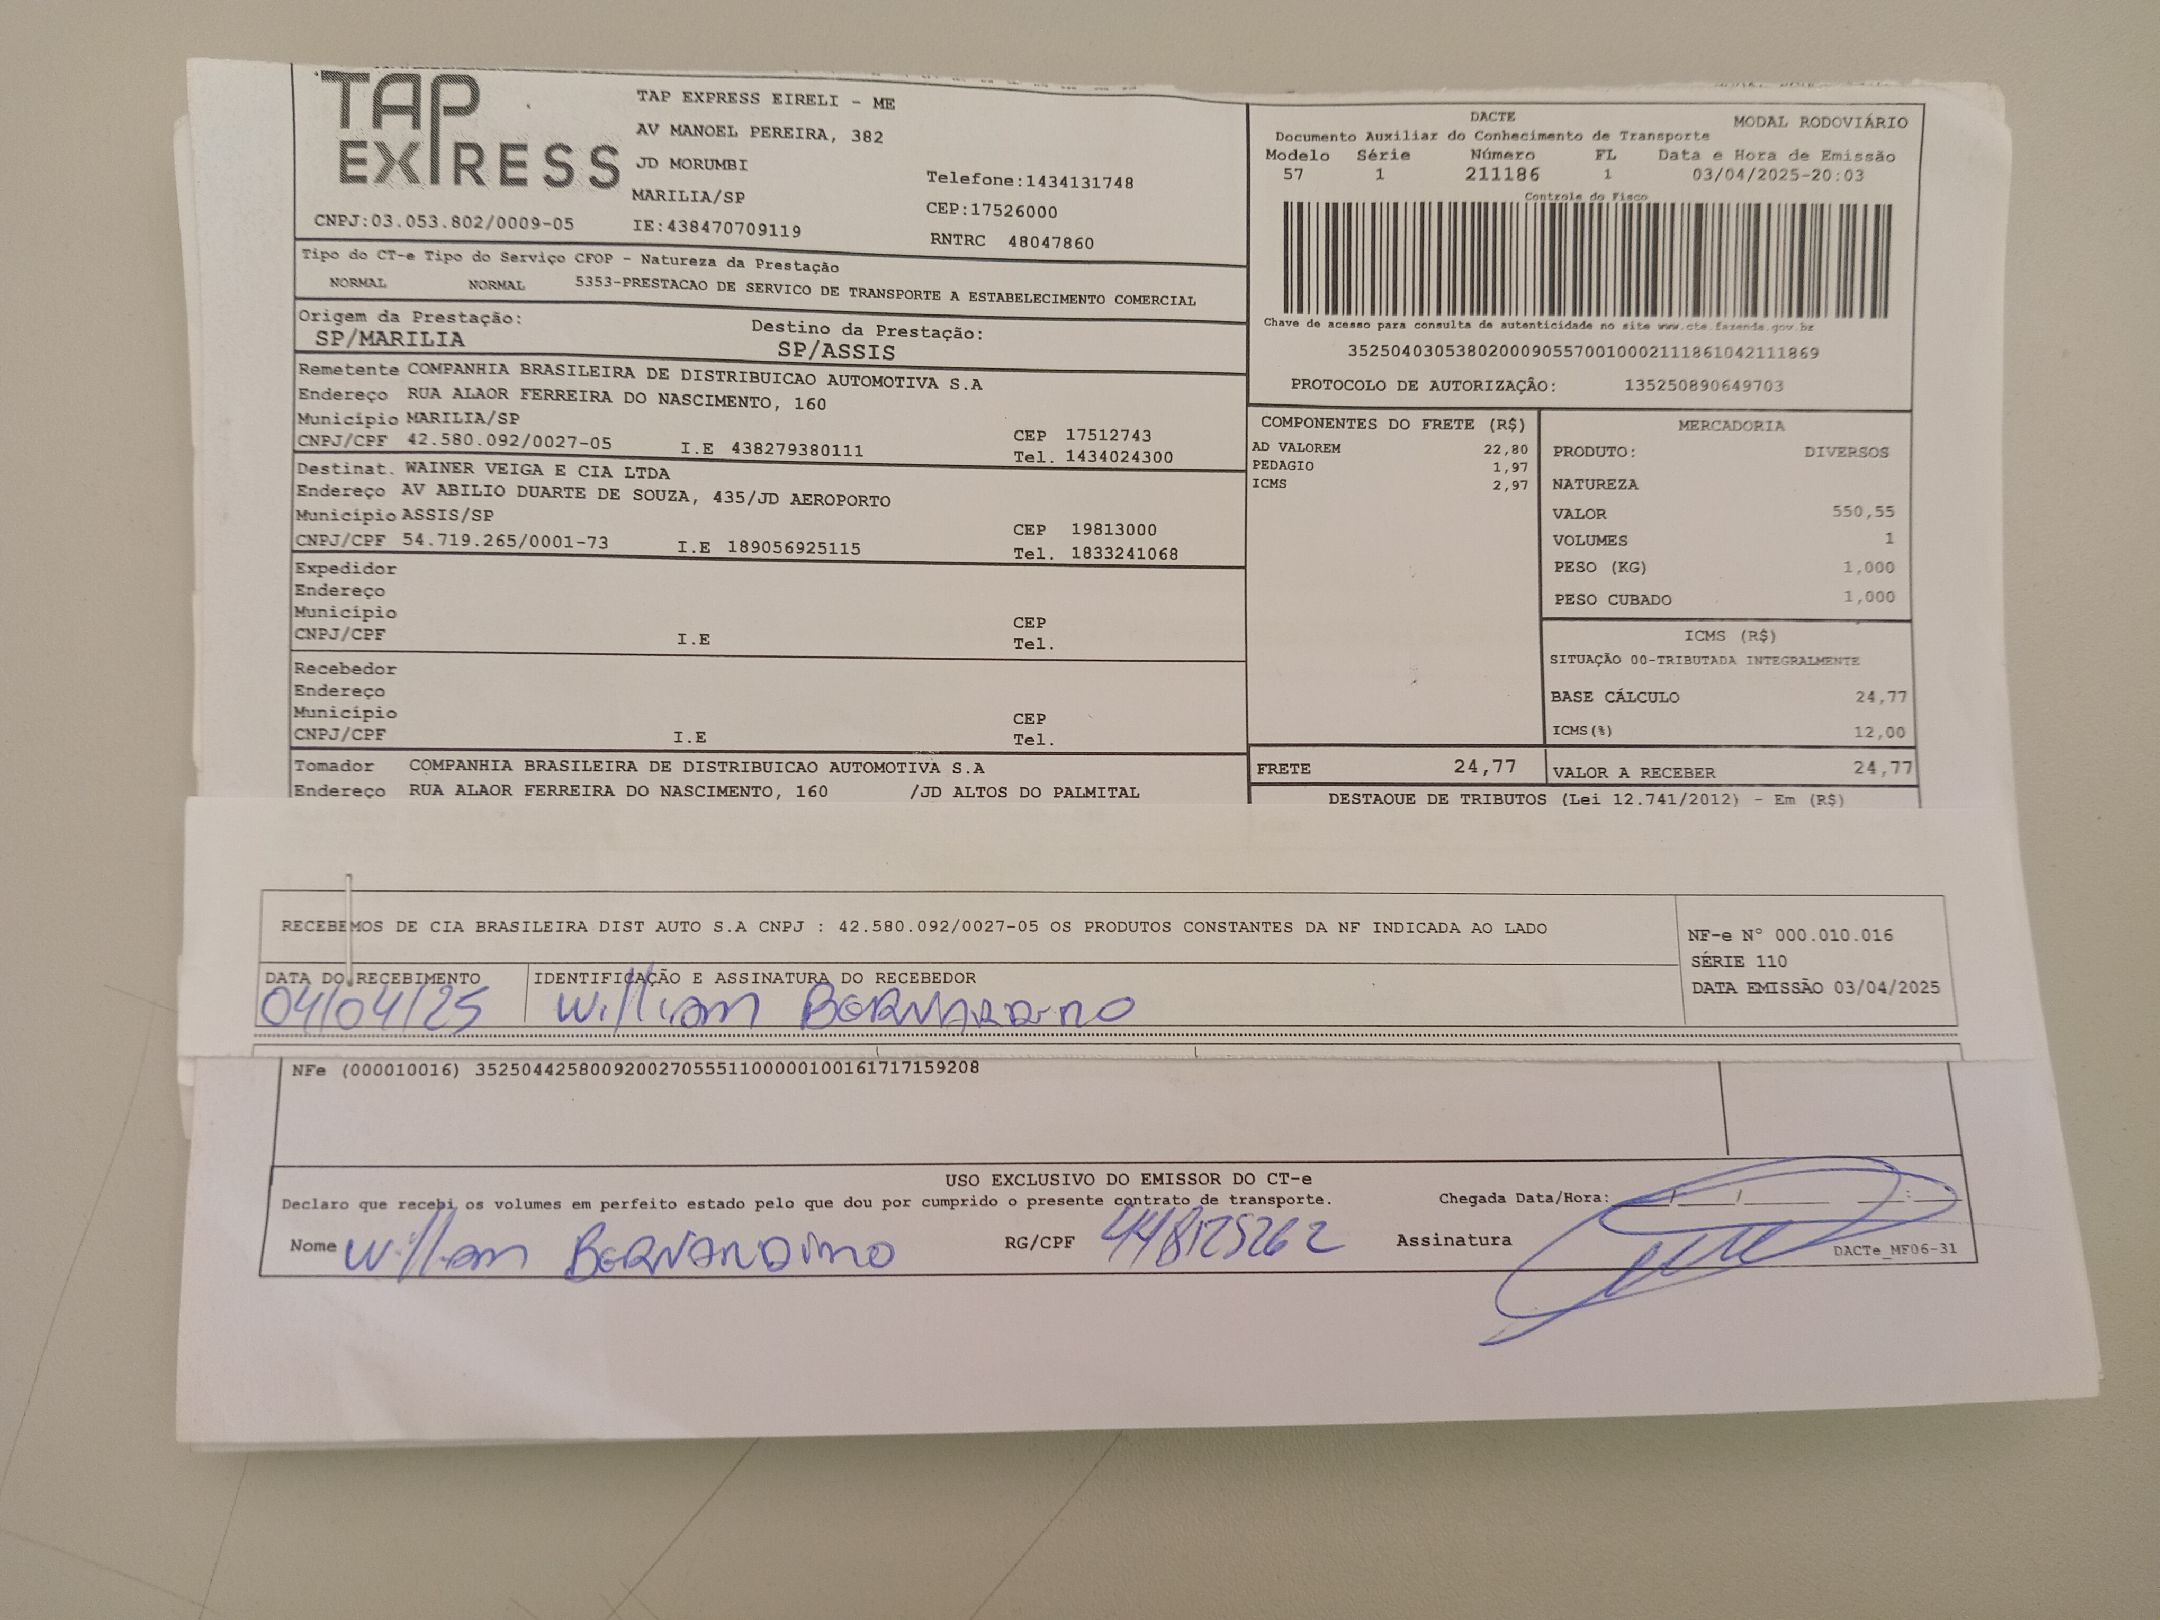 TAP EXPRESS
TAP EXPRESS EIRELI - ME
AV MANOEL PEREIRA, 382
JD MORUMBI
MARILIA/SP
Telefone:1434131748
CEP:17526000
CNPJ:03.053.802/0009-05 IE:438470709119 RNTRC 48047860
Tipo do CT-e Tipo do Serviço CFOP - Natureza da Prestação
NORMAL NORMAL 5353-PRESTACAO DE SERVICO DE TRANSPORTE A ESTABELECIMENTO COMERCIAL
Origem da Prestação: Destino da Prestação:
SP/MARILIA SP/ASSIS
Remetente COMPANHIA BRASILEIRA DE DISTRIBUICAO AUTOMOTIVA S.A
Endereço RUA ALAOR FERREIRA DO NASCIMENTO, 160
Município MARILIA/SP CEP 17512743
CNPJ/CPF 42.580.092/0027-05 I.E 438279380111 Tel. 1434024300
Destinat. WAINER VEIGA E CIA LTDA
Endereço AV ABILIO DUARTE DE SOUZA, 435/JD AEROPORTO
Município ASSIS/SP CEP 19813000
CNPJ/CPF 54.719.265/0001-73 I.E 189056925115 Tel. 1833241068
Expedidor
Endereço
Município CEP
CNPJ/CPF I.E Tel.
Recebedor
Endereço
Município CEP
CNPJ/CPF I.E Tel.
Tomador COMPANHIA BRASILEIRA DE DISTRIBUICAO AUTOMOTIVA S.A
Endereço RUA ALAOR FERREIRA DO NASCIMENTO, 160 /JD ALTOS DO PALMITAL
DACTE MODAL RODOVIÁRIO
Documento Auxiliar do Conhecimento de Transporte
Modelo Série Número FL Data e Hora de Emissão
57 1 211186 1 03/04/2025-20:03
Controle do Fisco
Chave de acesso para consulta de autenticidade no site www.cte.fazenda.gov.br
35250403053802000905570010002111861042111869
PROTOCOLO DE AUTORIZAÇÃO: 135250890649703
COMPONENTES DO FRETE (R$)
AD VALOREM 22,80
PEDAGIO 1,97
ICMS 2,97
MERCADORIA
PRODUTO: DIVERSOS
NATUREZA
VALOR 550,55
VOLUMES 1
PESO (KG) 1,000
PESO CUBADO 1,000
ICMS (R$)
SITUAÇÃO 00-TRIBUTADA INTEGRALMENTE
BASE CÁLCULO 24,77
ICMS(%) 12,00
FRETE 24,77 VALOR A RECEBER 24,77
DESTAQUE DE TRIBUTOS (Lei 12.741/2012) - Em (R$)
RECEBEMOS DE CIA BRASILEIRA DIST AUTO S.A CNPJ : 42.580.092/0027-05 OS PRODUTOS CONSTANTES DA NF INDICADA AO LADO
NF-e N° 000.010.016
SÉRIE 110
DATA EMISSÃO 03/04/2025
DATA DO RECEBIMENTO IDENTIFICAÇÃO E ASSINATURA DO RECEBEDOR
04/04/25 William BERNARDINO
NFe (000010016) 35250442580092002705551100000100161717159208
USO EXCLUSIVO DO EMISSOR DO CT-e
Declaro que recebi os volumes em perfeito estado pelo que dou por cumprido o presente contrato de transporte. Chegada Data/Hora:
Nome William BERNARDINO RG/CPF 448125262 Assinatura
DACTe_MF06-31